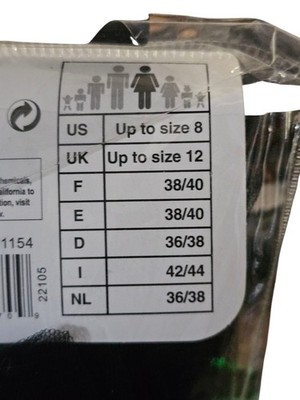 US Up to size 8
UK Up to size 12
F 38/40
E 38/40
D 36/38
I 42/44
NL 36/38
chemicals,
alifornia to
tion, visit
1154
22105